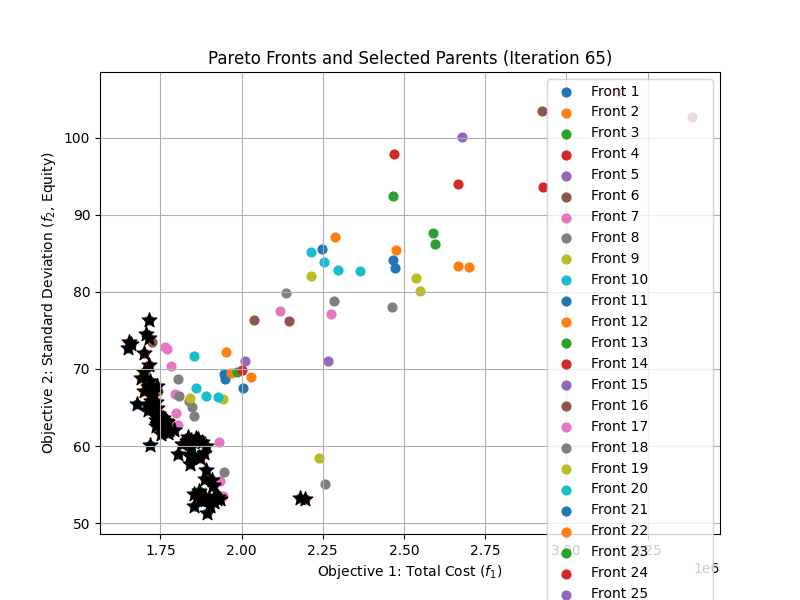 Pareto Fronts and Selected Parents (Iteration 65)
Objective 2: Standard Deviation (f₂, Equity)
100
90
80
70
60
50
1.75
2.00
2.25
2.50
2.75
3.00
3.25
1e6
Objective 1: Total Cost (f₁)
Front 1
Front 2
Front 3
Front 4
Front 5
Front 6
Front 7
Front 8
Front 9
Front 10
Front 11
Front 12
Front 13
Front 14
Front 15
Front 16
Front 17
Front 18
Front 19
Front 20
Front 21
Front 22
Front 23
Front 24
Front 25